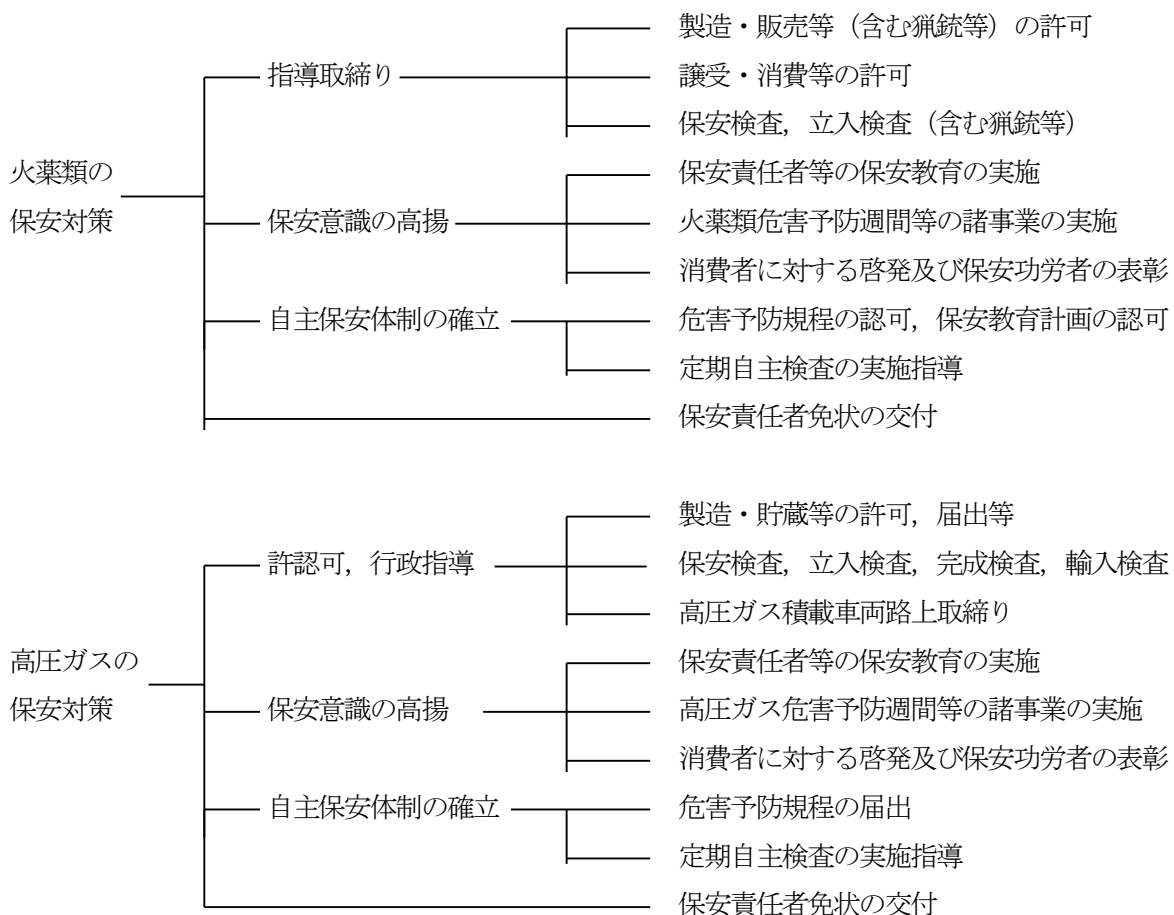 製造・販売等（含む猟銃等）の許可
指導取締り
譲受・消費等の許可
保安検査，立入検査（含む猟銃等）
火薬類の
保安対策
保安責任者等の保安教育の実施
保安意識の高揚
火薬類危害予防週間等の諸事業の実施
消費者に対する啓発及び保安功労者の表彰
自主保安体制の確立
危害予防規程の認可，保安教育計画の認可
定期自主検査の実施指導
保安責任者免状の交付
製造・貯蔵等の許可，届出等
許認可，行政指導
保安検査，立入検査，完成検査，輸入検査
高圧ガス積載車両路上取締り
高圧ガスの
保安対策
保安責任者等の保安教育の実施
保安意識の高揚
高圧ガス危害予防週間等の諸事業の実施
消費者に対する啓発及び保安功労者の表彰
自主保安体制の確立
危害予防規程の届出
定期自主検査の実施指導
保安責任者免状の交付